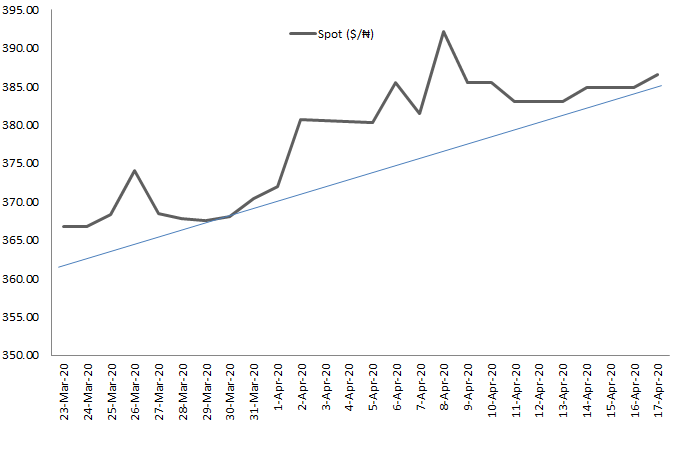 395.00
Spot ($/₦)
390.00
385.00
380.00
375.00
370.00
365.00
360.00
355.00
350.00
23-Mar-20
24-Mar-20
25-Mar-20
26-Mar-20
27-Mar-20
28-Mar-20
29-Mar-20
30-Mar-20
31-Mar-20
1-Apr-20
2-Apr-20
3-Apr-20
4-Apr-20
5-Apr-20
6-Apr-20
7-Apr-20
8-Apr-20
9-Apr-20
10-Apr-20
11-Apr-20
12-Apr-20
13-Apr-20
14-Apr-20
15-Apr-20
16-Apr-20
17-Apr-20